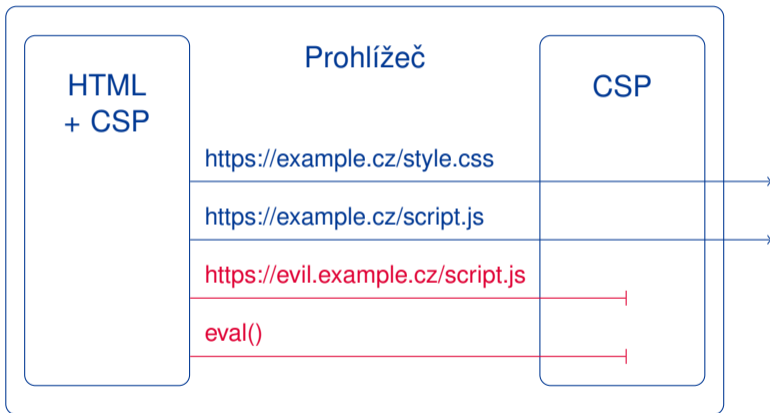 Prohlížeč
HTML
+ CSP
CSP
https://example.cz/style.css
https://example.cz/script.js
https://evil.example.cz/script.js
eval()